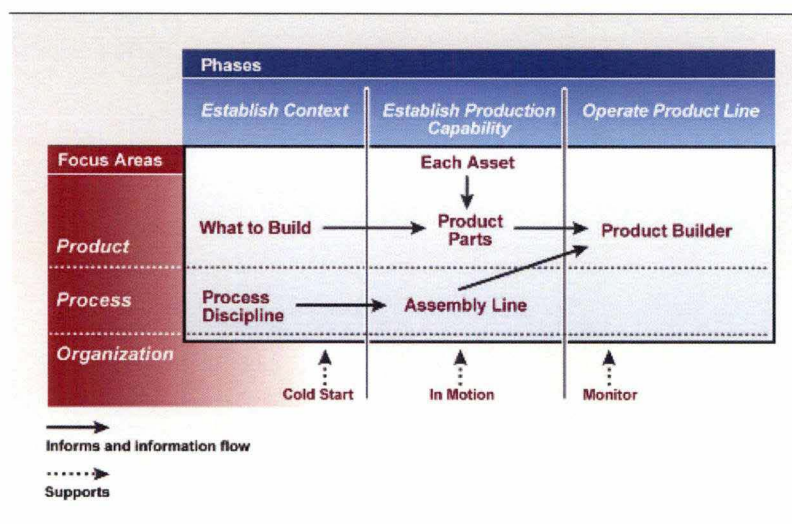 Phases
Establish Context
Establish Production
Capability
Operate Product Line
Focus Areas
Each Asset
What to Build
Product
Parts
Product Builder
Product
Process
Process
Discipline
Assembly Line
Organization
Cold Start
In Motion
Monitor
Informs and information flow
Supports